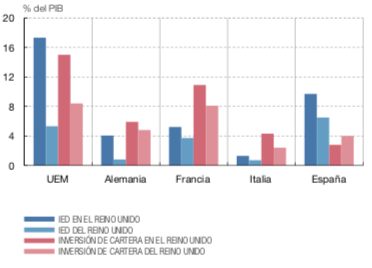 % del PIB
20
16
12
8
4
0
UEM Alemania Francia Italia España
IED EN EL REINO UNIDO
IED DEL REINO UNIDO
INVERSIÓN DE CARTERA EN EL REINO UNIDO
INVERSIÓN DE CARTERA DEL REINO UNIDO